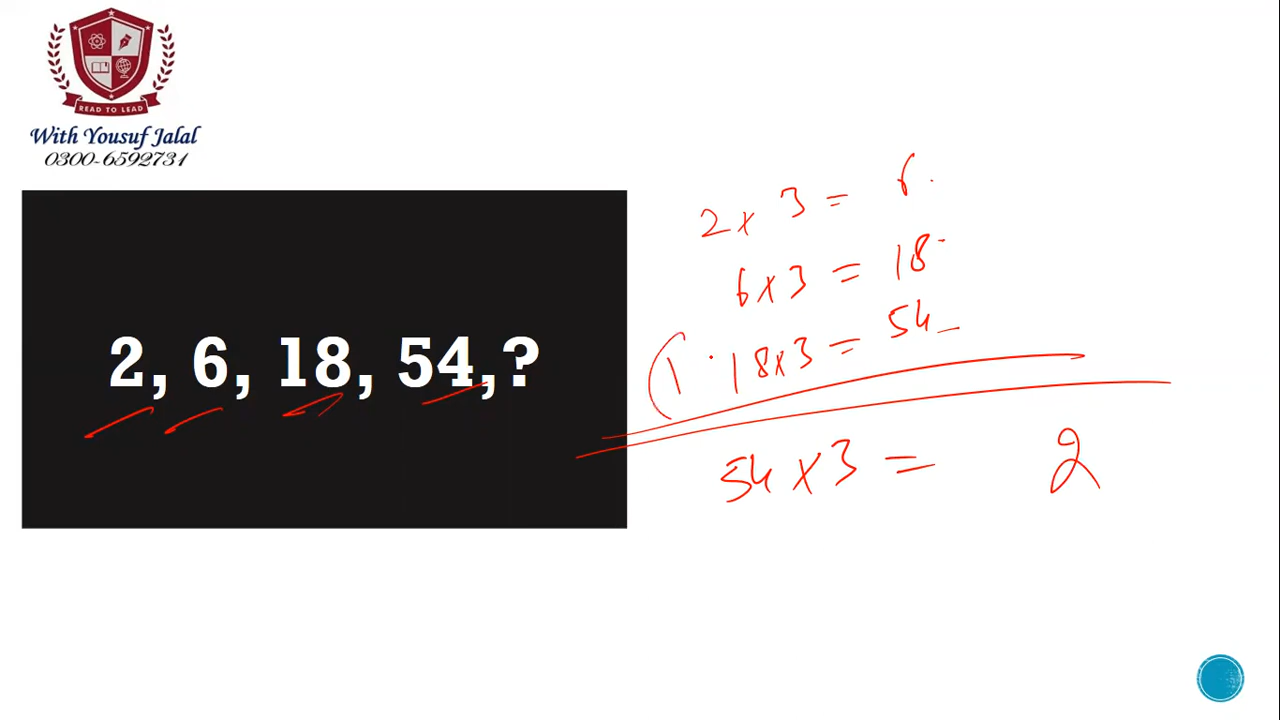 READ TO LEAD
With Yousuf Jalal
0300-6592731
2, 6, 18, 54,?
2 x 3 = 6
6 x 3 = 18
18 x 3 = 54
54 x 3 = 2